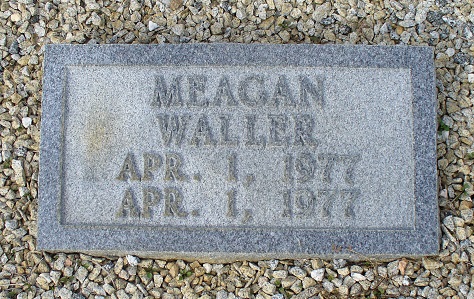 MEAGAN
WALLER
APR. 1, 1977
APR. 1, 1977